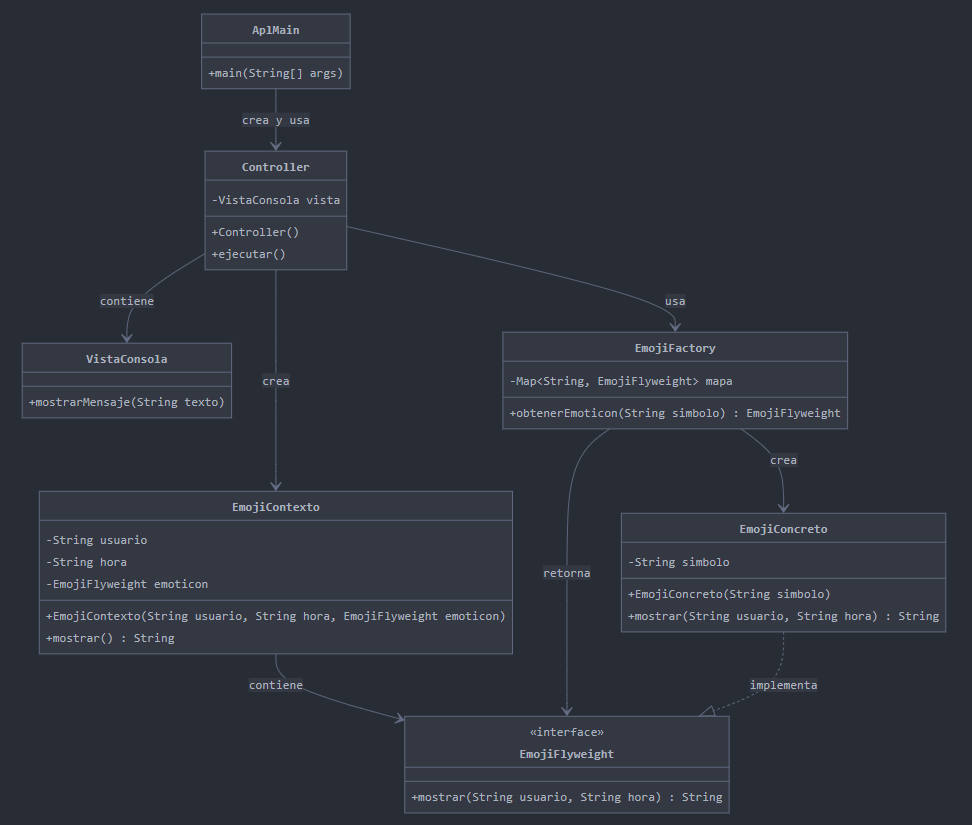 AplMain
+main(String[] args)
crea y usa
Controller
-VistaConsola vista
+Controller()
+ejecutar()
contiene
usa
VistaConsola
+mostrarMensaje(String texto)
crea
EmojiFactory
-Map<String, EmojiFlyweight> mapa
+obtenerEmoticon(String simbolo) : EmojiFlyweight
crea
EmojiContexto
-String usuario
-String hora
-EmojiFlyweight emoticon
+EmojiContexto(String usuario, String hora, EmojiFlyweight emoticon)
+mostrar() : String
retorna
EmojiConcreto
-String simbolo
+EmojiConcreto(String simbolo)
+mostrar(String usuario, String hora) : String
contiene
implementa
«interface»
EmojiFlyweight
+mostrar(String usuario, String hora) : String